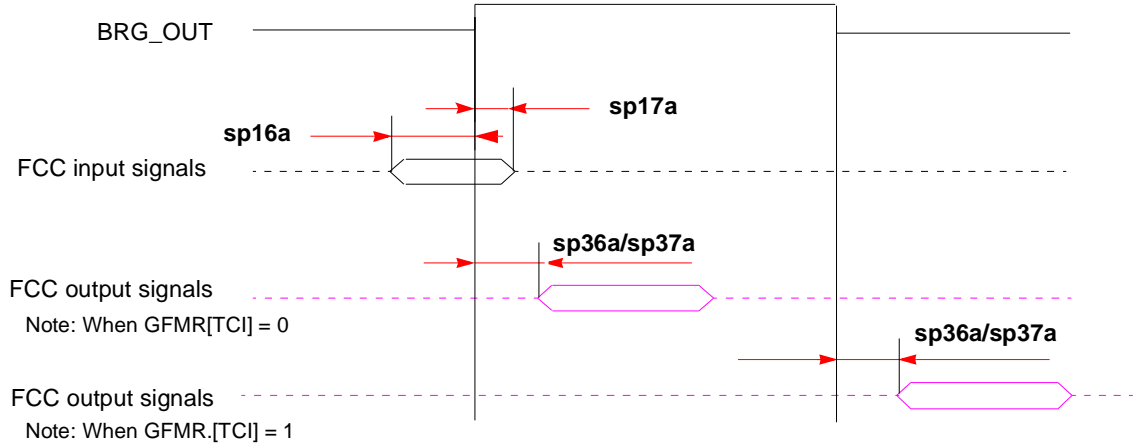 BRG_OUT
sp17a
sp16a
FCC input signals
sp36a/sp37a
FCC output signals
Note: When GFMR[TCI] = 0
sp36a/sp37a
FCC output signals
Note: When GFMR.[TCI] = 1